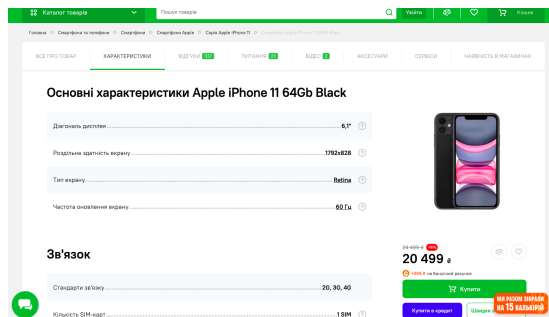 Каталог товарів
Пошук товарів
Увійти
Кошик
Головна
Смартфони та телефони
Смартфони
Смартфони Apple
Серія Apple iPhone 11
ВСЕ ПРО ТОВАР
ХАРАКТЕРИСТИКИ
ВІДГУКИ
ПИТАННЯ
ВІДЕО 2
АКСЕСУАРИ
СЕРВІСИ
НАЯВНІСТЬ В МАГАЗИНАХ
Основні характеристики Apple iPhone 11 64Gb Black
Діагональ дисплея 6,1"
Роздільна здатність екрану 1792x828
Тип екрану Retina
Частота оновлення екрану 60 Гц
Зв'язок
Стандарти зв'язку 2G, 3G, 4G
Кількість SIM-карт 1 SIM
24 499 ₴
20 499 ₴
на бонусний рахунок
Купити
Купити в кредит
МИ РАЗОМ ЗІБРАЛИ
НА 15 ВАЛЬКІРІЙ